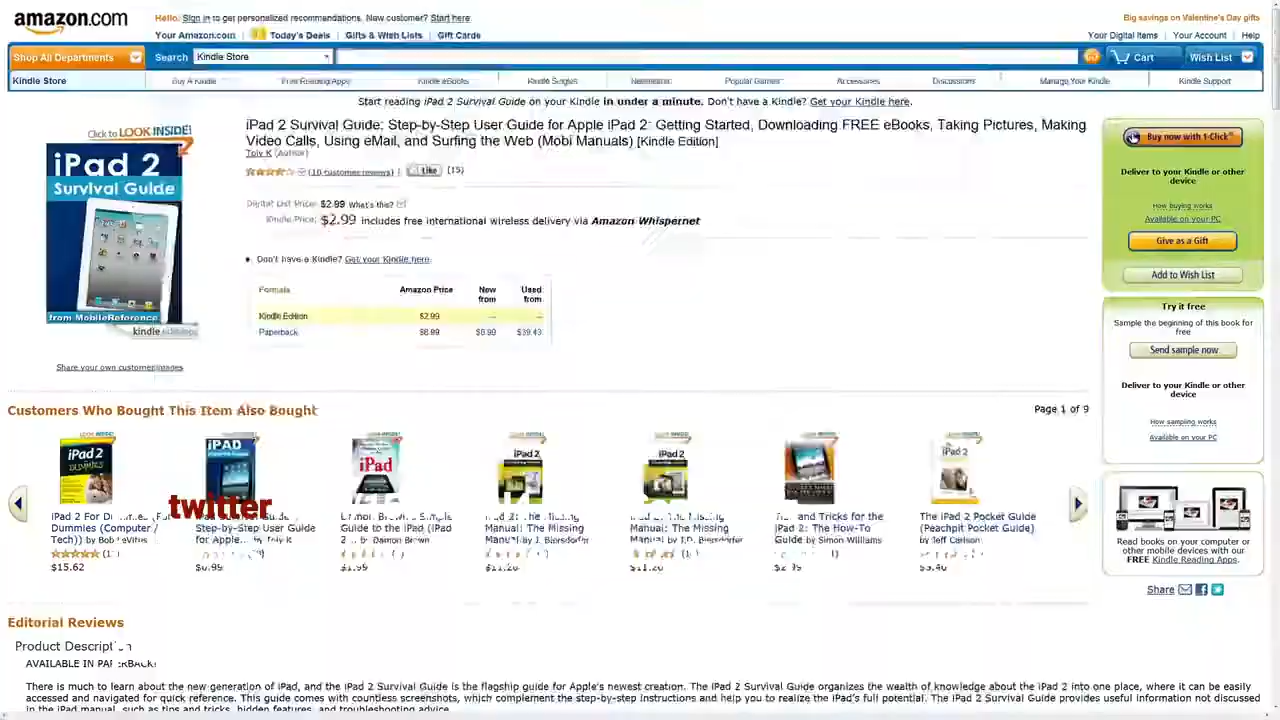 amazon.com
Hello. Sign in to get personalized recommendations. New customer? Start here.
Big savings on Valentine's Day gifts
Your Amazon.com
Today's Deals
Gifts & Wish Lists
Gift Cards
Your Digital Items
Your Account
Help
Shop All Departments
Search
Kindle Store
Cart
Wish List
Kindle Store
Buy A Kindle
Free Reading Apps
Kindle eBooks
Kindle Singles
Newsstand
Popular Games
Accessories
Discussions
Manage Your Kindle
Kindle Support
Start reading iPad 2 Survival Guide on your Kindle in under a minute. Don't have a Kindle? Get your Kindle here.
Click to LOOK INSIDE!
iPad 2
Survival Guide
from MobileReference
kindle edition
Share your own customer images
iPad 2 Survival Guide: Step-by-Step User Guide for Apple iPad 2: Getting Started, Downloading FREE eBooks, Taking Pictures, Making
Video Calls, Using eMail, and Surfing the Web (Mobi Manuals) [Kindle Edition]
Toly K (Author)
(10 customer reviews) | Like (15)
Digital List Price: $2.99 What's this?
Kindle Price: $2.99 includes free international wireless delivery via Amazon Whispernet
Don't have a Kindle? Get your Kindle here.
Formats Amazon Price New from Used from
Kindle Edition $2.99 -- --
Paperback $6.99 $6.99 $39.43
Buy now with 1-Click®
Deliver to your Kindle or other
device
How buying works
Available on your PC
Give as a Gift
Add to Wish List
Try it free
Sample the beginning of this book for
free
Send sample now
Deliver to your Kindle or other
device
How sampling works
Available on your PC
Read books on your computer or
other mobile devices with our
FREE Kindle Reading Apps.
Share
Customers Who Bought This Item Also Bought
Page 1 of 9
twitter
iPad 2 For
Dummies (Computer /
Tech)) by Bob LeVitus
$15.62
Step-by-Step User Guide
for Apple... by Toly K
$6.99
Guide to the iPad (iPad
2... by Damon Brown
$1.99
Manual: The Missing
Manual by J. Biersdorfer
$11.20
Manual: The Missing
Manual by J.D. Biersdorfer
$11.20
and Tricks for the
iPad 2: The How-To
Guide by Simon Williams
The iPad 2 Pocket Guide
(Peachpit Pocket Guide)
by Jeff Carlson
Editorial Reviews
Product Description
AVAILABLE IN PAPERBACK!
There is much to learn about the new generation of iPad, and the iPad 2 Survival Guide is the flagship guide for Apple's newest creation. The iPad 2 Survival Guide organizes the wealth of knowledge about the iPad 2 into one place, where it can be easily
accessed and navigated for quick reference. This guide comes with countless screenshots, which complement the step-by-step instructions and help you to realize the iPad's full potential. The iPad 2 Survival Guide provides useful information not discussed
in the iPad manual, such as tips and tricks, hidden features, and troubleshooting advice.